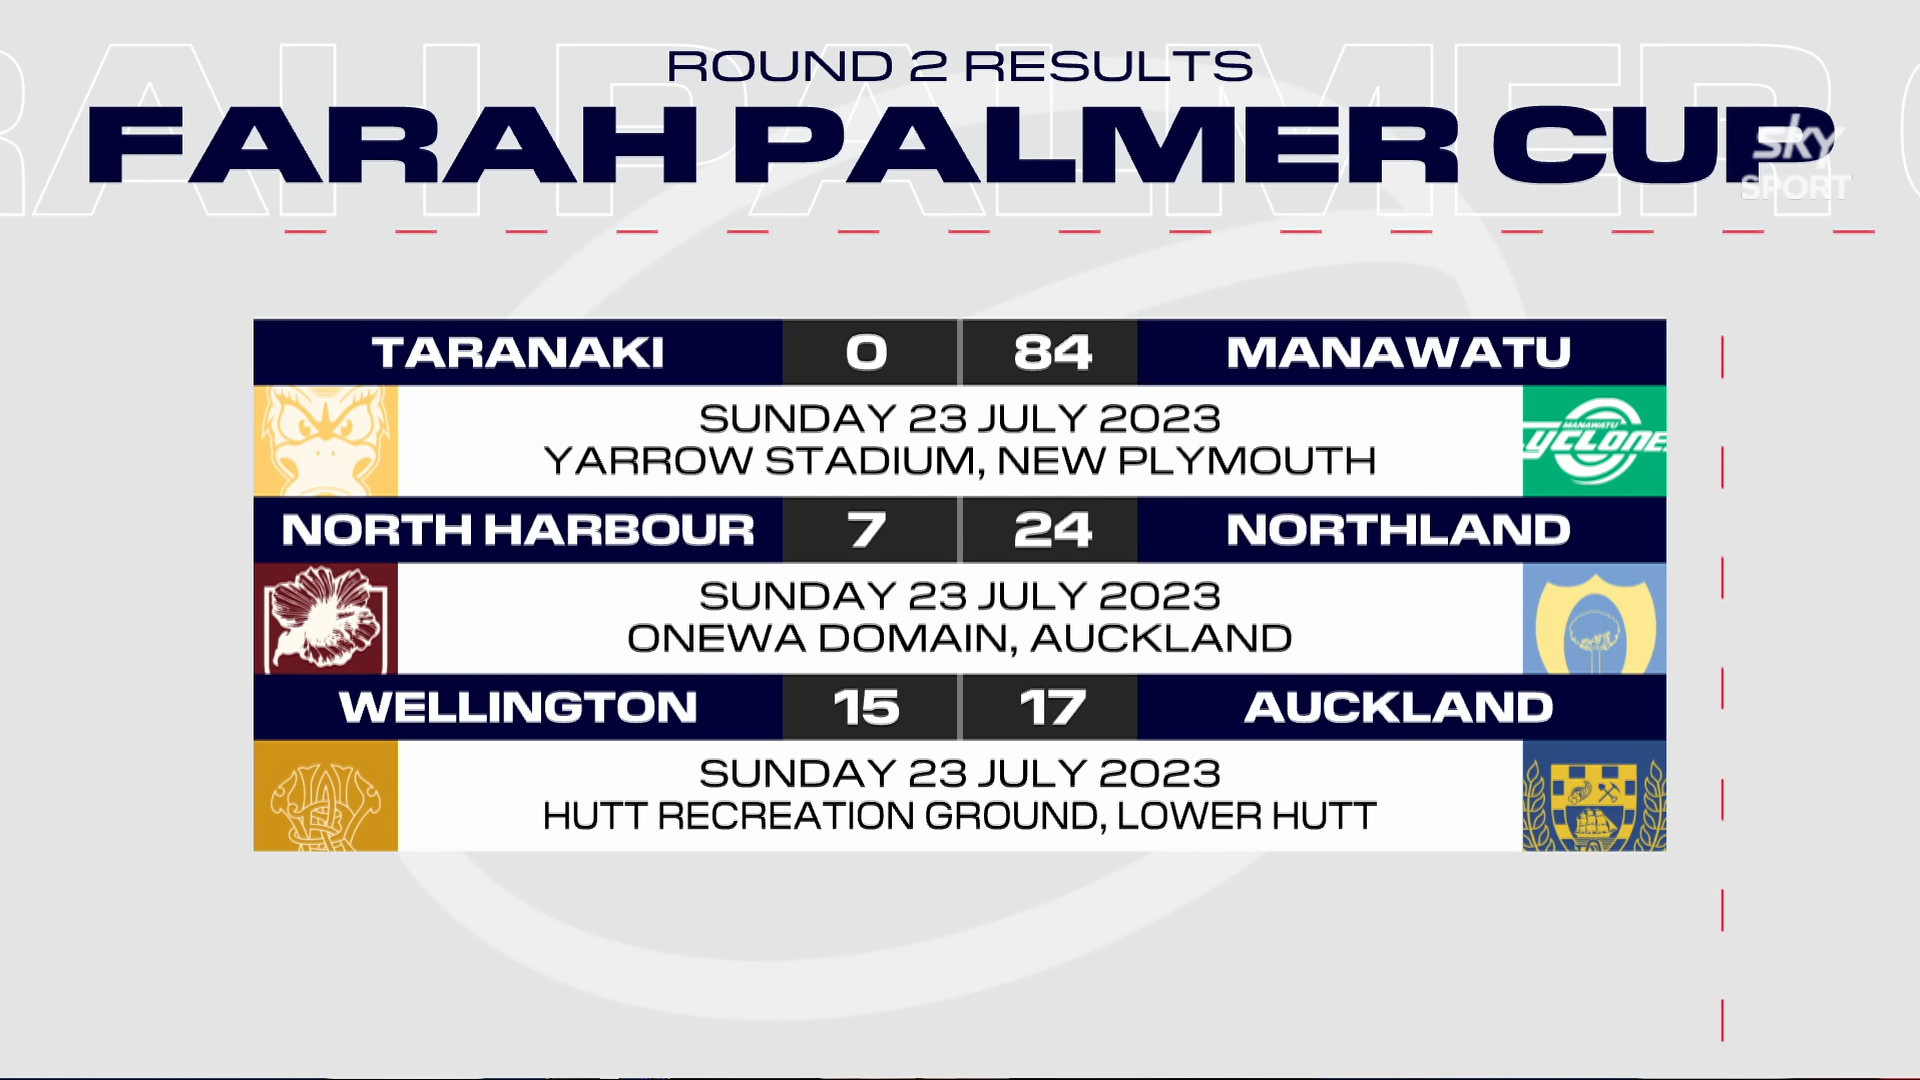 ROUND 2 RESULTS
FARAH PALMER CUP
sky
SPORT
TARANAKI 0 84 MANAWATU
SUNDAY 23 JULY 2023
YARROW STADIUM, NEW PLYMOUTH
MANAWATU
CYCLONES
NORTH HARBOUR 7 24 NORTHLAND
SUNDAY 23 JULY 2023
ONEWA DOMAIN, AUCKLAND
WELLINGTON 15 17 AUCKLAND
SUNDAY 23 JULY 2023
HUTT RECREATION GROUND, LOWER HUTT